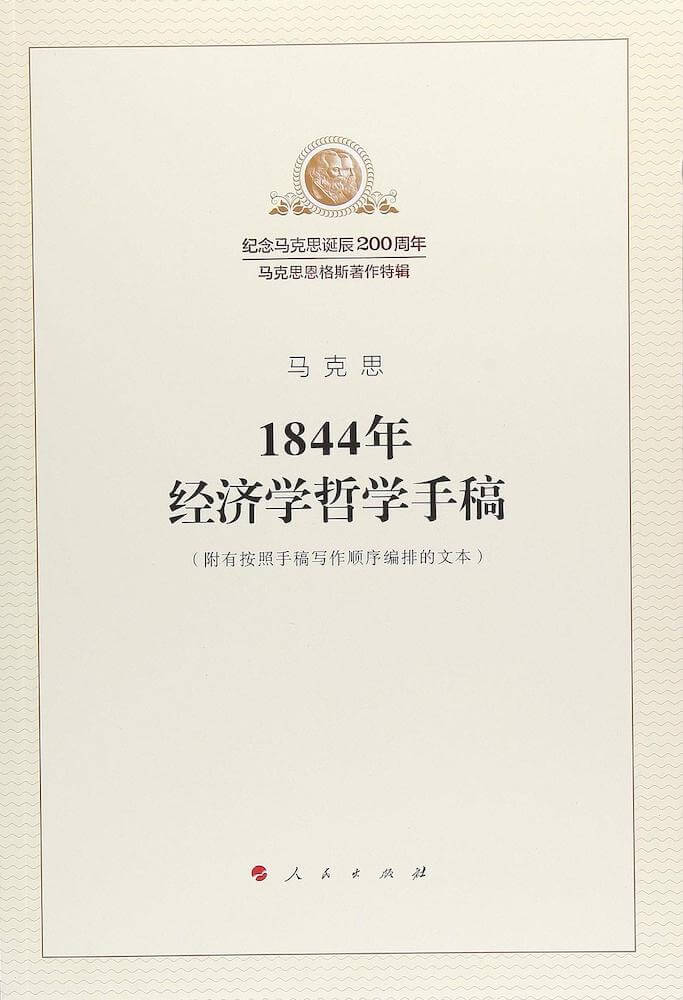 纪念马克思诞辰200周年
马克思恩格斯著作特辑
马克思
1844年
经济学哲学手稿
（附有按照手稿写作顺序编排的文本）
人民出版社